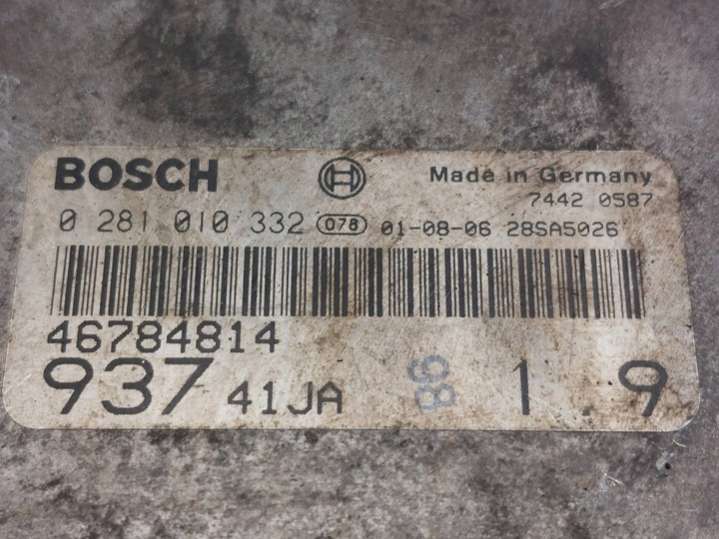 BOSCH Made in Germany
7442 0587
0 281 010 332 078 01-08-06 28SA5026
46784814
937 41JA 86 1.9